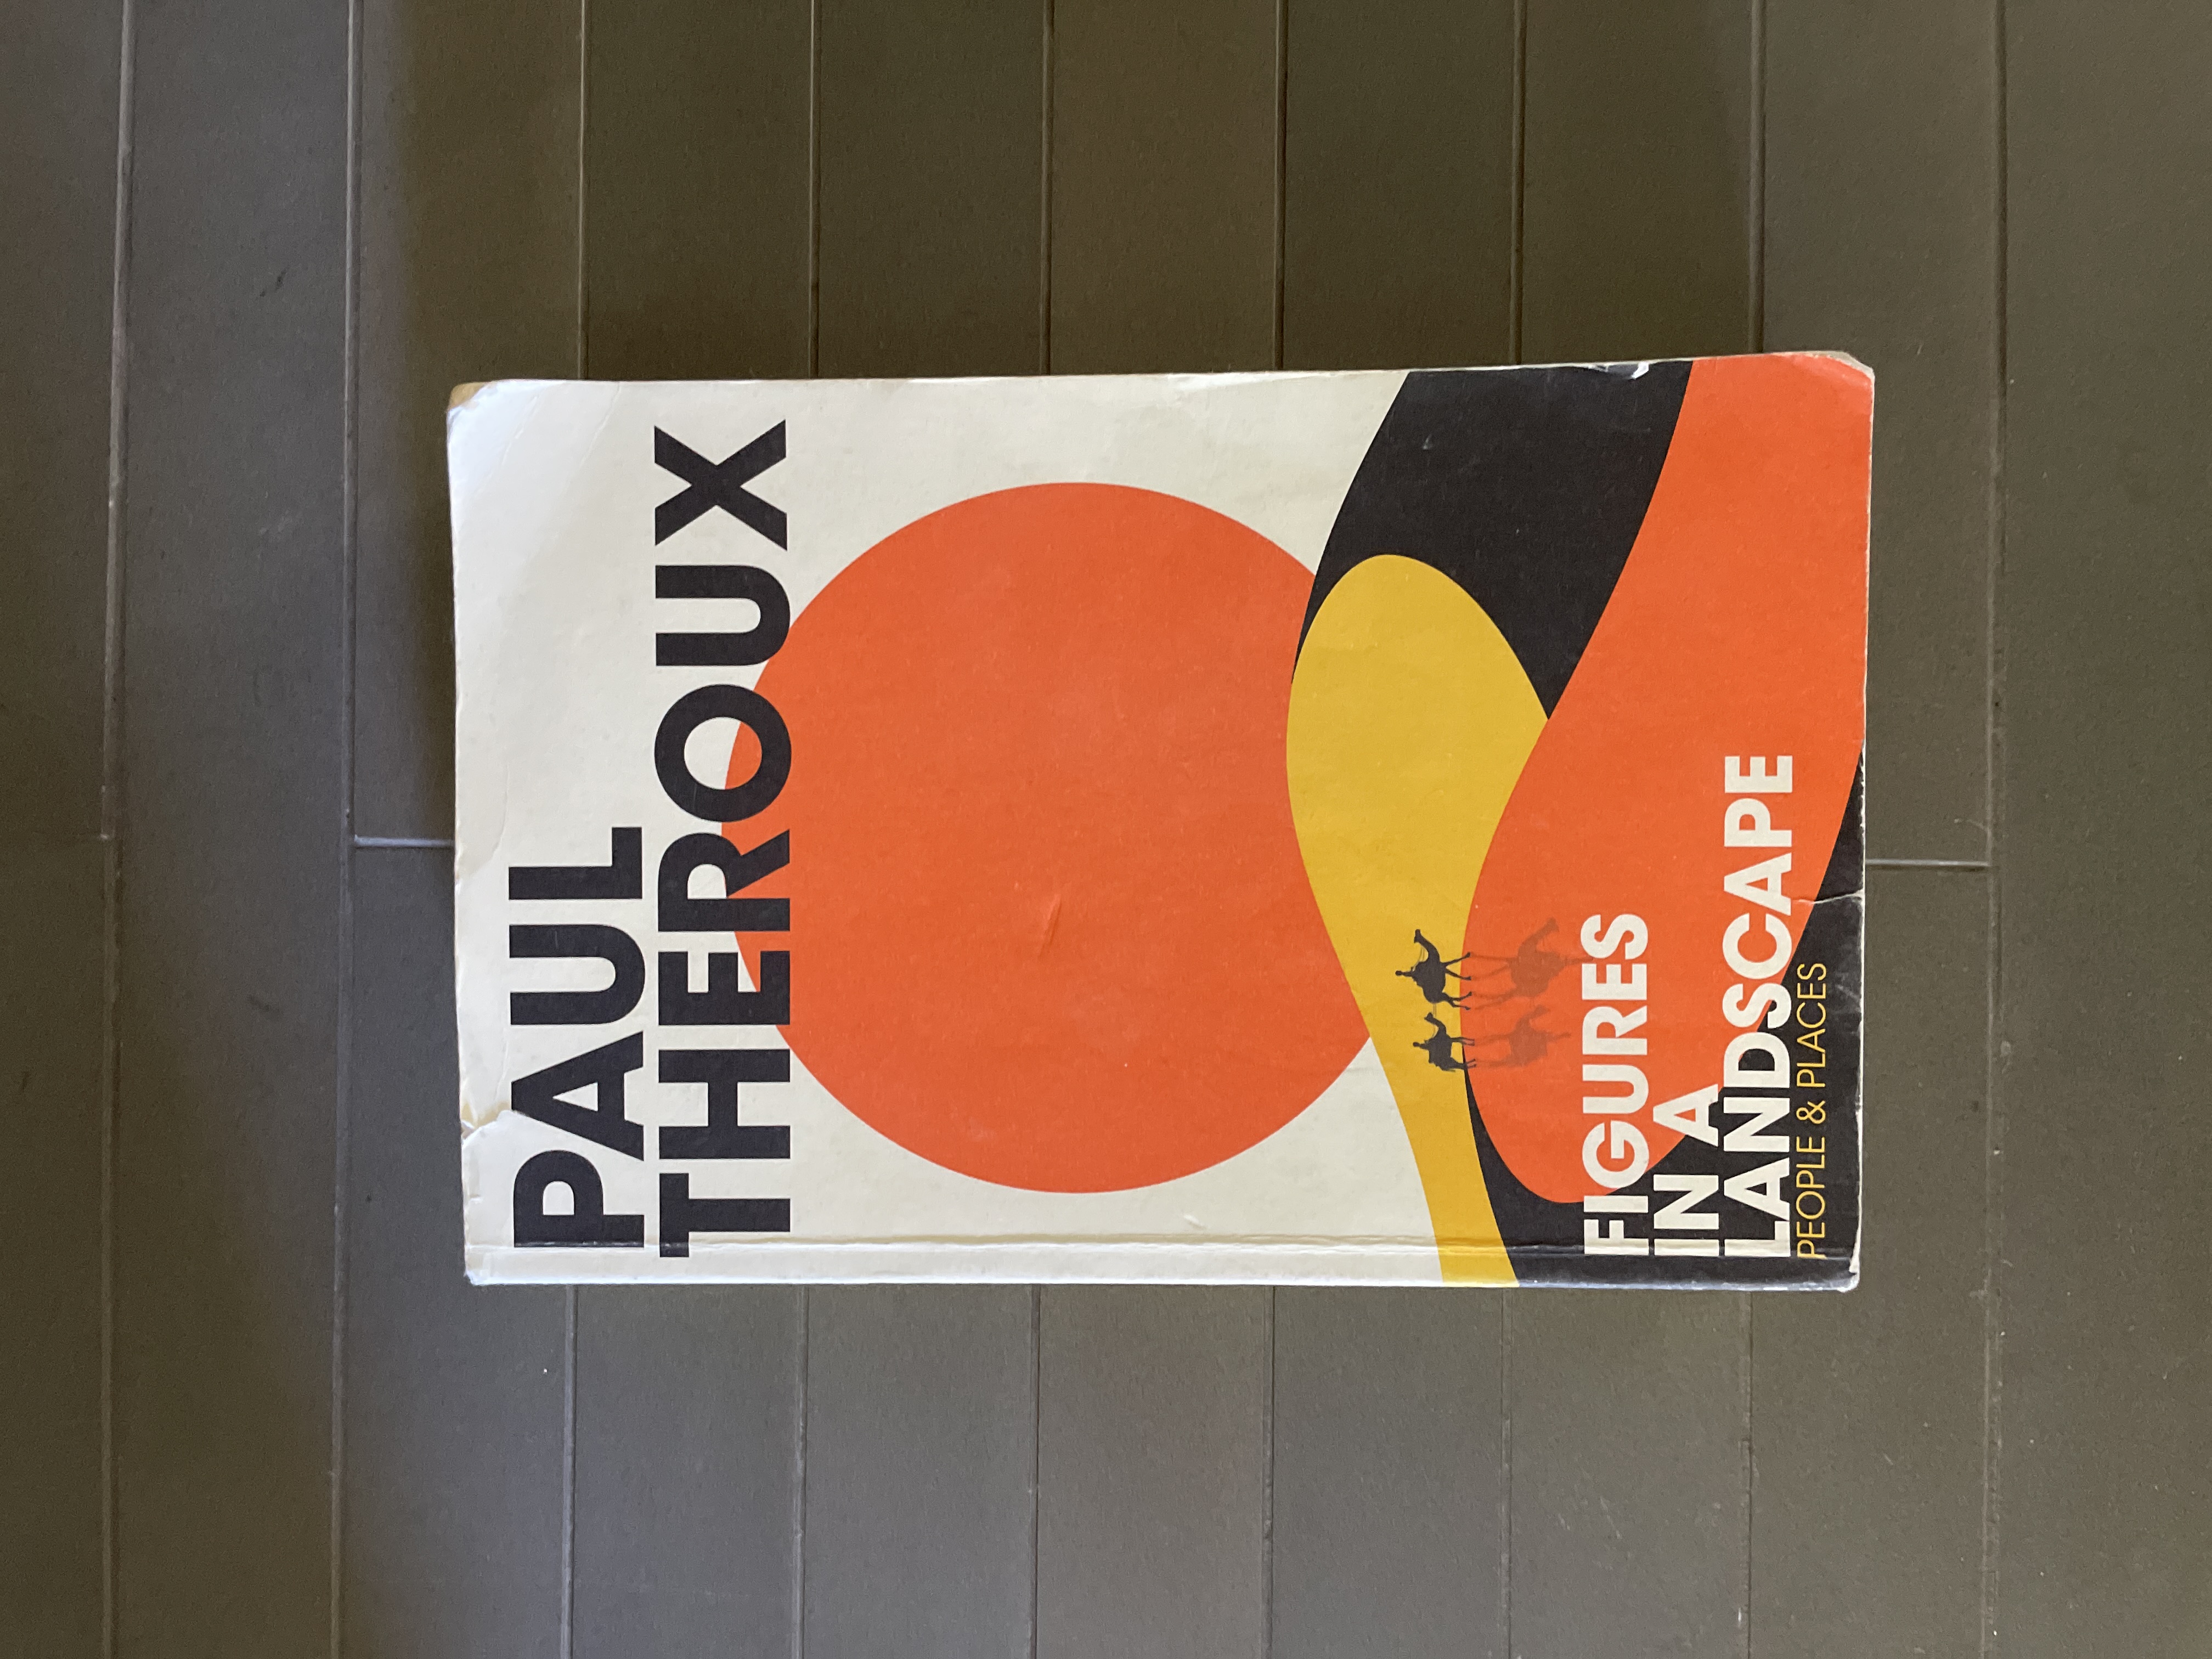 PAUL
THEROUX
FIGURES
IN A
LANDSCAPE
PEOPLE & PLACES